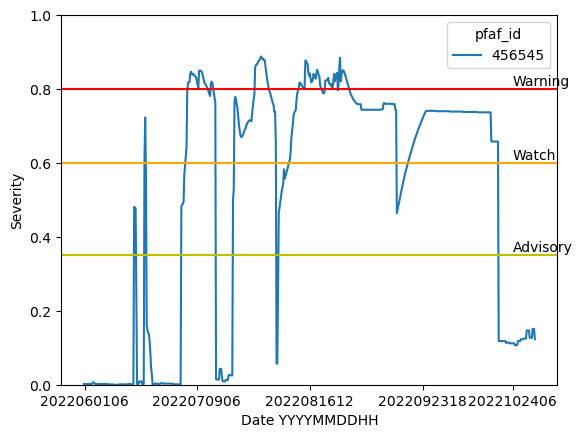 1.0
0.8
0.6
0.4
0.2
0.0
Severity
pfaf_id
456545
Warning
Watch
Advisory
2022060106
2022070906
2022081612
2022092318
2022102406
Date YYYYMMDDHH